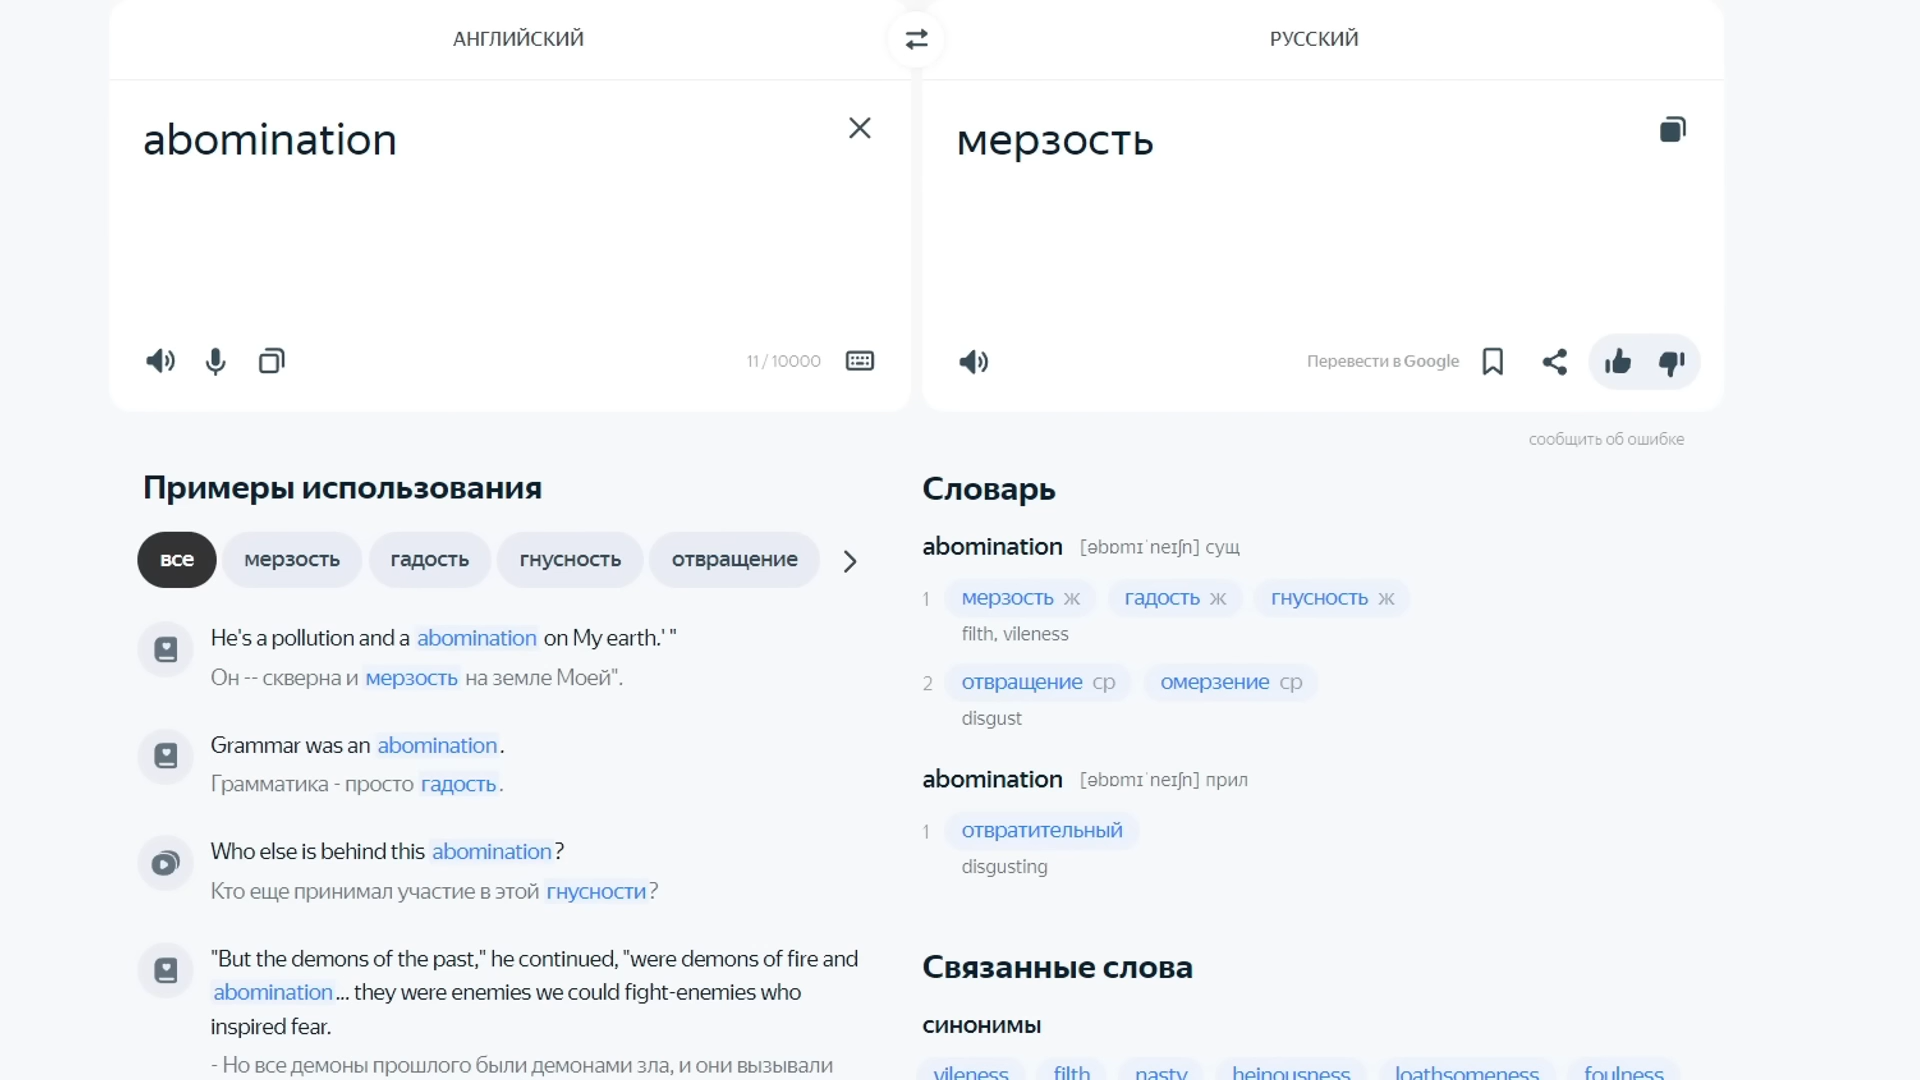 АНГЛИЙСКИЙ
РУССКИЙ
abomination
мерзость
11 / 10000
Перевести в Google
сообщить об ошибке
Примеры использования
все мерзость гадость гнусность отвращение
He's a pollution and a abomination on My earth.' "
Он -- скверна и мерзость на земле Моей".
Grammar was an abomination.
Грамматика - просто гадость.
Who else is behind this abomination?
Кто еще принимал участие в этой гнусности?
"But the demons of the past," he continued, "were demons of fire and
abomination... they were enemies we could fight-enemies who
inspired fear.
- Но все демоны прошлого были демонами зла, и они вызывали
Словарь
abomination [əbɒmɪˈneɪʃn] сущ
1 мерзость ж гадость ж гнусность ж
filth, vileness
2 отвращение ср омерзение ср
disgust
abomination [əbɒmɪˈneɪʃn] прил
1 отвратительный
disgusting
Связанные слова
синонимы
vileness filth nasty heinousness loathsomeness foulness